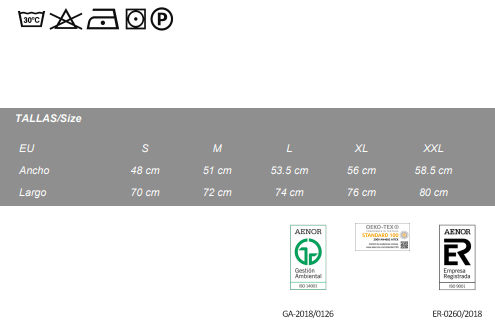 30°C P
TALLAS/Size
EU S M L XL XXL
Ancho 48 cm 51 cm 53.5 cm 56 cm 58.5 cm
Largo 70 cm 72 cm 74 cm 76 cm 80 cm
AENOR
Gestión
Ambiental
ISO 14001
OEKO-TEX®
STANDARD 100
AENOR
ER
Empresa
Registrada
ISO 9001
GA-2018/0126 ER-0260/2018